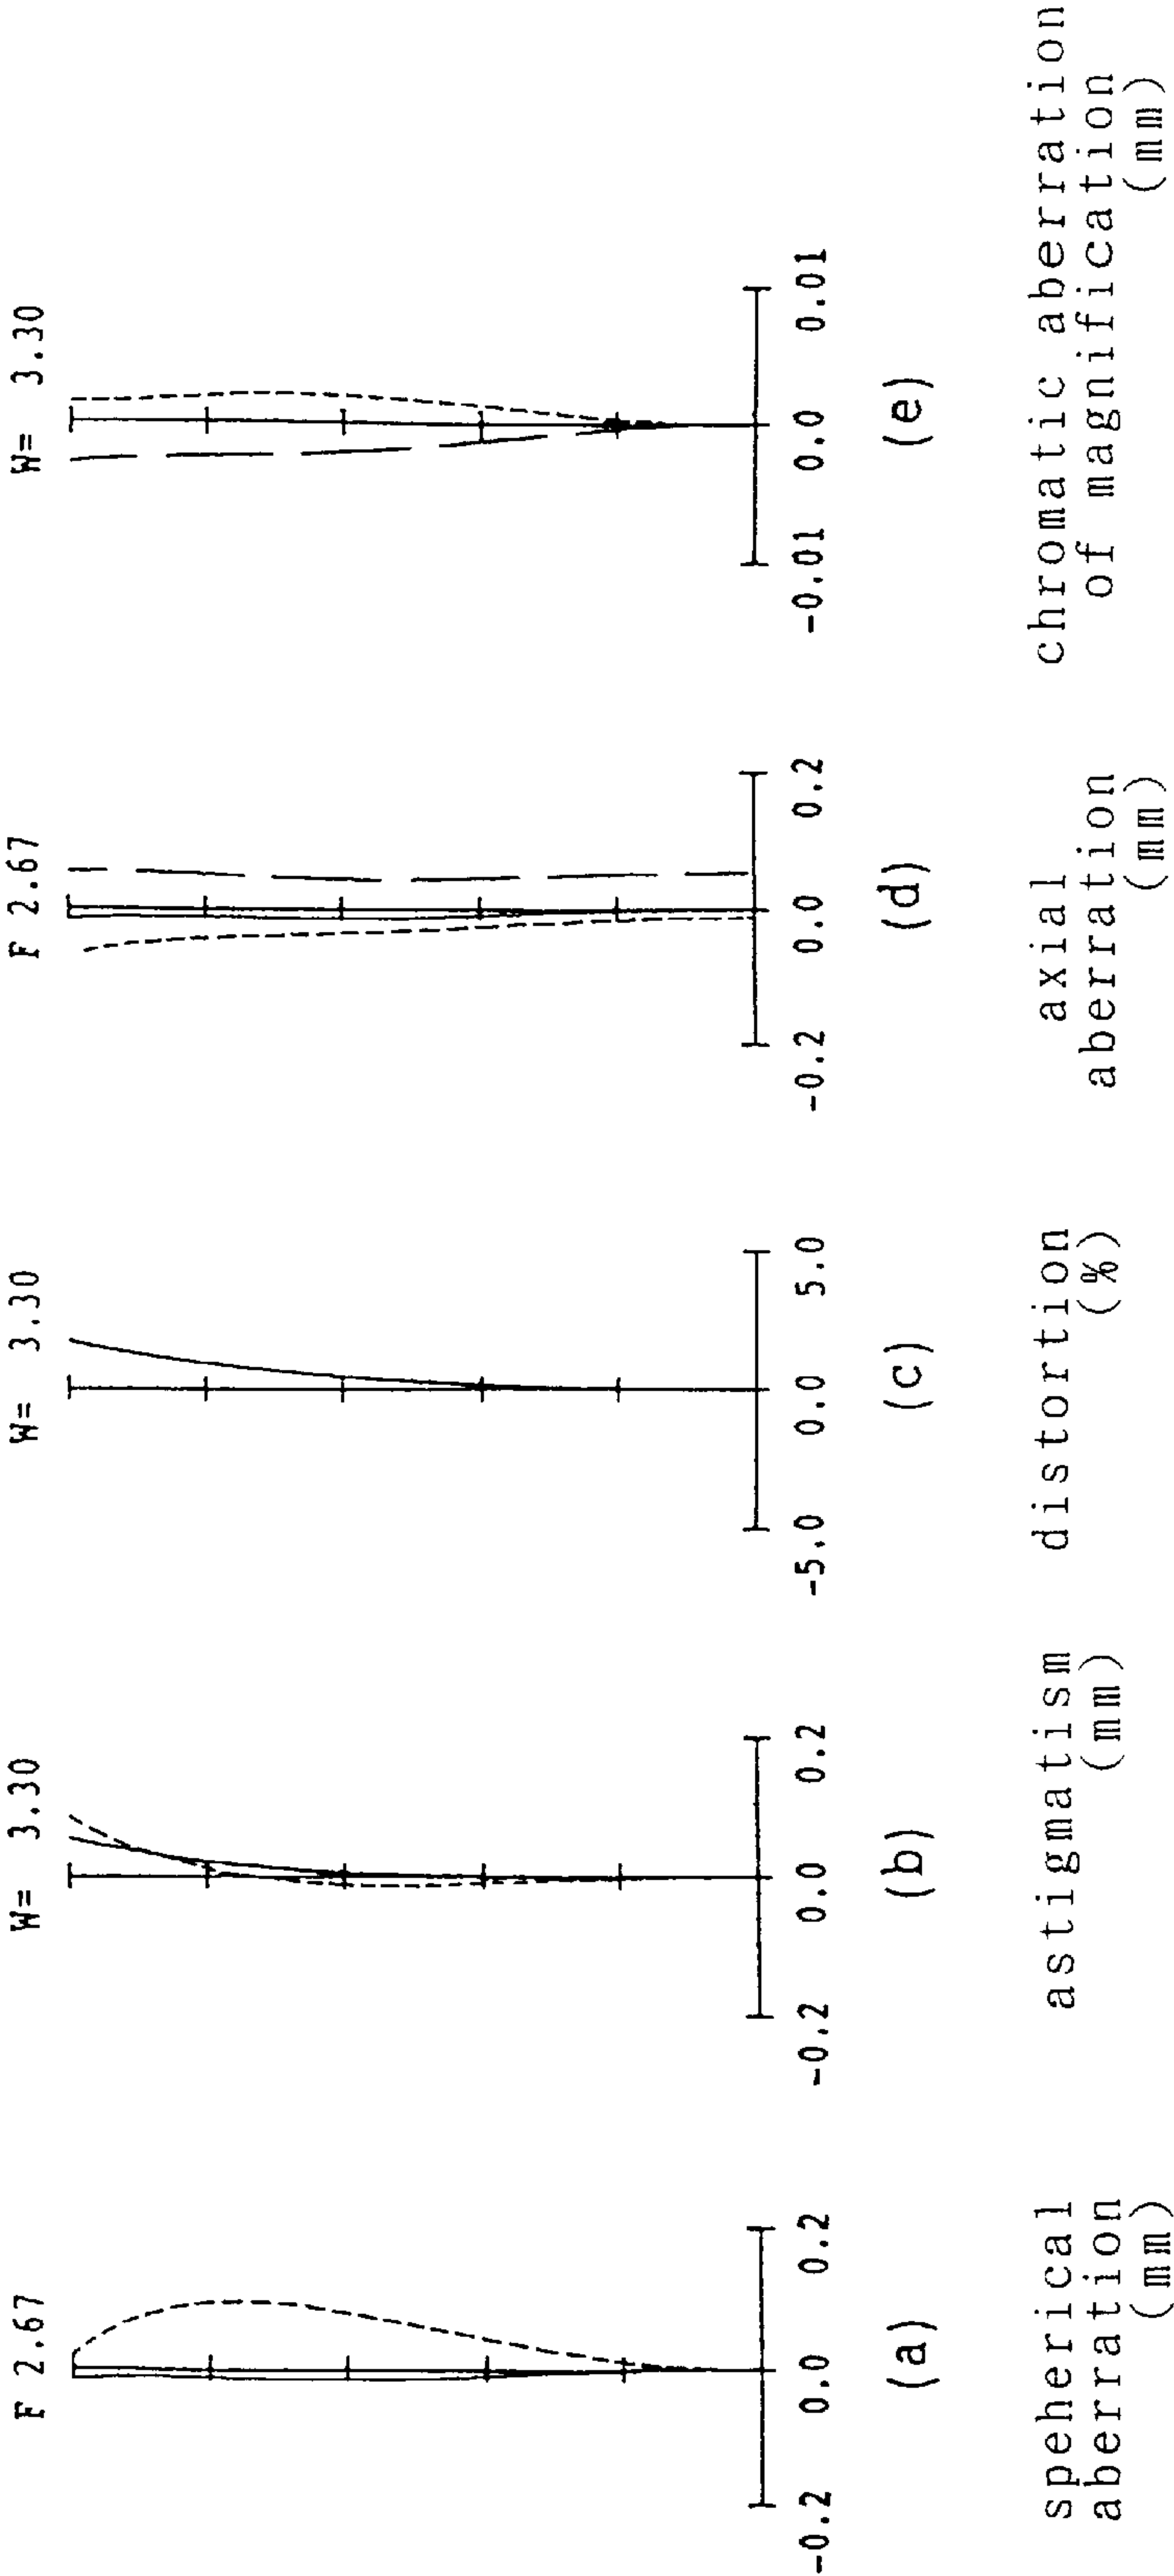 F 2.67
-0.2 0.0 0.2
(a)
speherical
aberration
(mm)
W= 3.30
-0.2 0.0 0.2
(b)
astigmatism
(mm)
W= 3.30
-5.0 0.0 5.0
(c)
distortion
(%)
F 2.67
-0.2 0.0 0.2
(d)
axial
aberration
(mm)
W= 3.30
-0.01 0.0 0.01
(e)
chromatic aberration
of magnification
(mm)